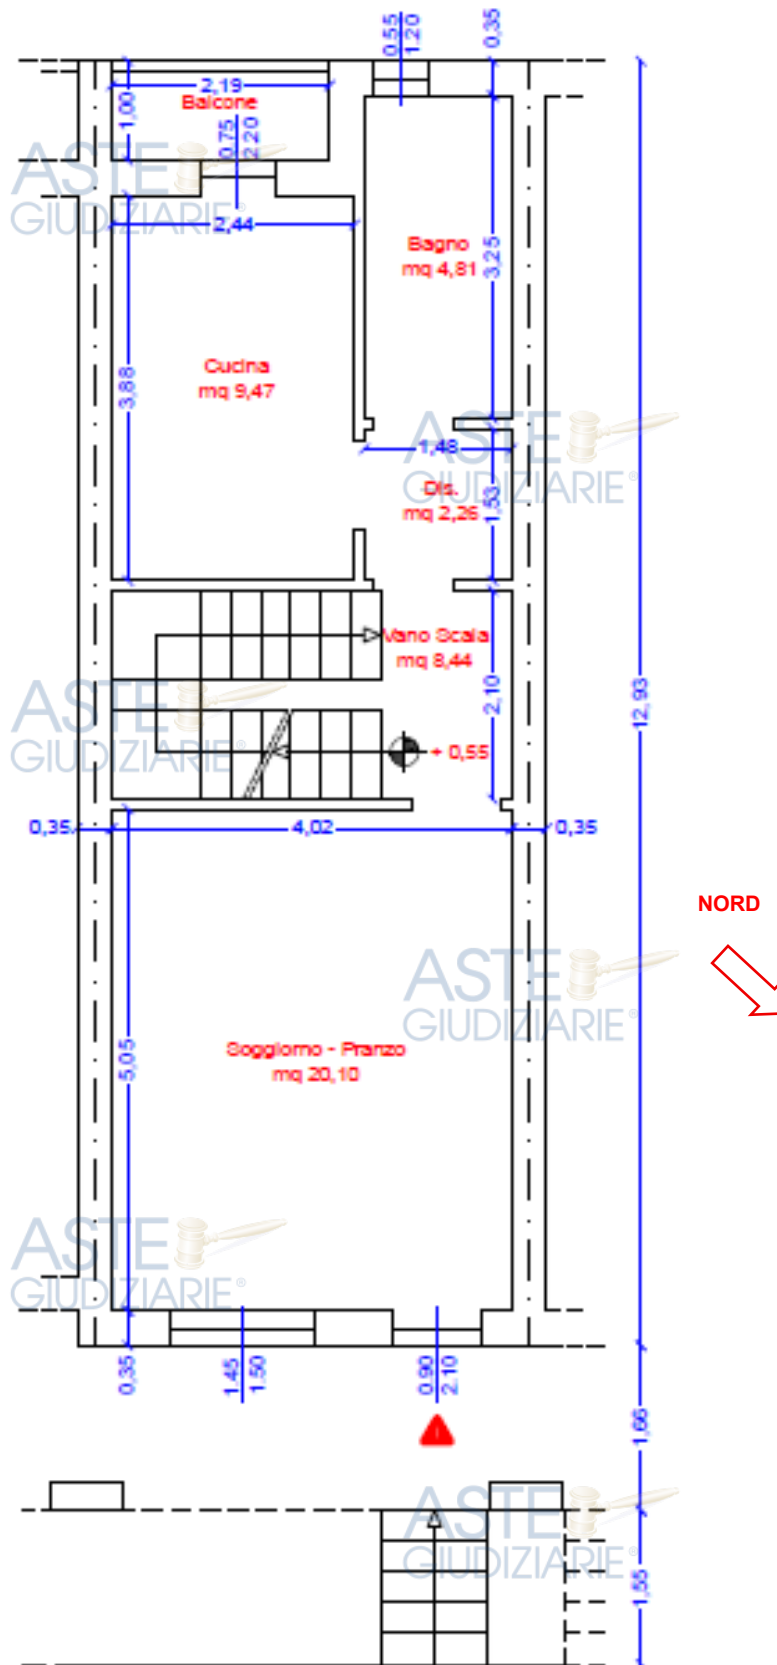 0.55
1.20
0,35
2,19
Balcone
1,00
0.75
2.20
ASTE
GIUDIZIARIE®
2,44
Bagno
mq 4,81
3,25
Cucina
mq 9,47
3,88
ASTE
GIUDIZIARIE®
1,48
Dis.
mq 2,26
1,53
Vano Scala
mq 8,44
ASTE
GIUDIZIARIE®
2,10
12,93
+ 0,55
0,35
4,02
0,35
NORD
ASTE
GIUDIZIARIE®
Soggiorno - Pranzo
mq 20,10
5,05
ASTE
GIUDIZIARIE®
0,35
1.45
1.50
0.90
2.10
1,66
ASTE
GIUDIZIARIE®
1,55